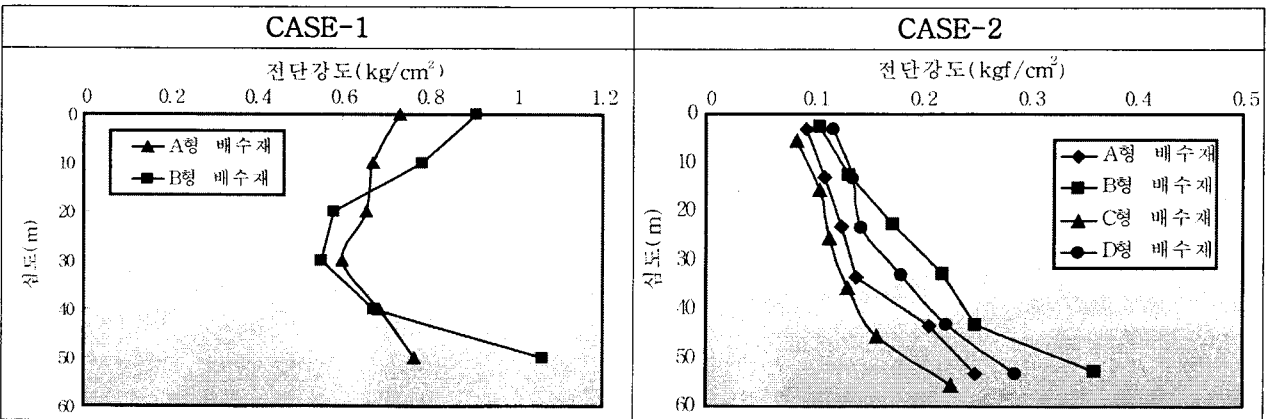 CASE-1
CASE-2
전단강도(kg/cm²)
0 0.2 0.4 0.6 0.8 1 1.2
0
10
20
30
40
50
60
심도(m)
A형 배수재
B형 배수재
전단강도(kgf/cm²)
0 0.1 0.2 0.3 0.4 0.5
0
10
20
30
40
50
60
심도(m)
A형 배수재
B형 배수재
C형 배수재
D형 배수재